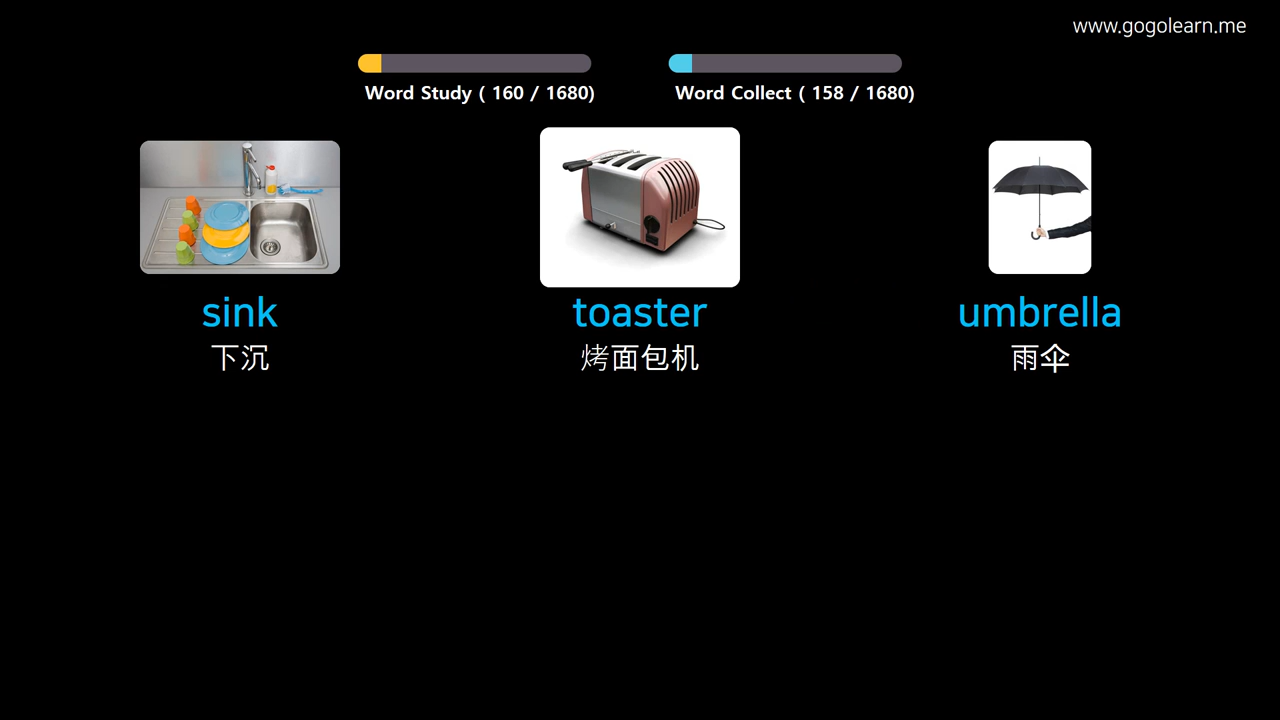 www.gogolearn.me
Word Study ( 160 / 1680)
Word Collect ( 158 / 1680)
sink
下沉
toaster
烤面包机
umbrella
雨伞